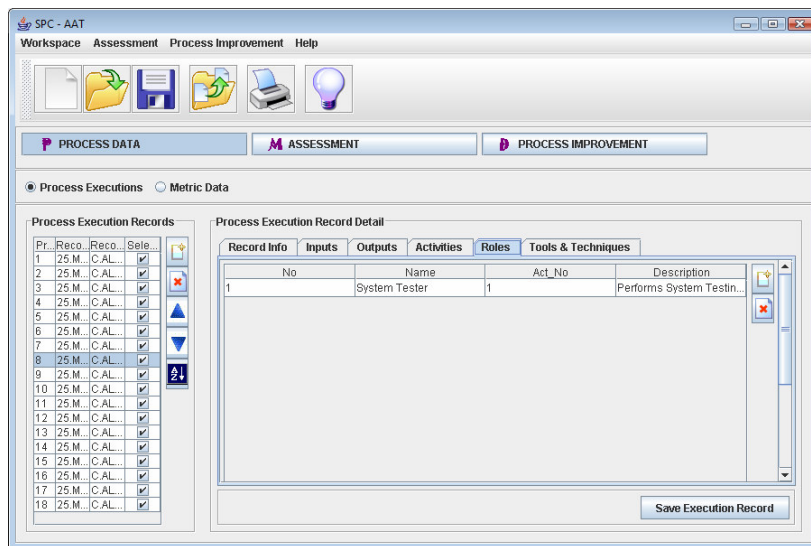 SPC - AAT
Workspace Assessment Process Improvement Help
P PROCESS DATA M ASSESSMENT D PROCESS IMPROVEMENT
Process Executions Metric Data
Process Execution Records
Pr... Reco... Reco... Sele...
1 25.M... C.AL...
2 25.M... C.AL...
3 25.M... C.AL...
4 25.M... C.AL...
5 25.M... C.AL...
6 25.M... C.AL...
7 25.M... C.AL...
8 25.M... C.AL...
9 25.M... C.AL...
10 25.M... C.AL...
11 25.M... C.AL...
12 25.M... C.AL...
13 25.M... C.AL...
14 25.M... C.AL...
15 25.M... C.AL...
16 25.M... C.AL...
17 25.M... C.AL...
18 25.M... C.AL...
A
Z
Process Execution Record Detail
Record Info Inputs Outputs Activities Roles Tools & Techniques
No Name Act_No Description
1 System Tester 1 Performs System Testin...
Save Execution Record